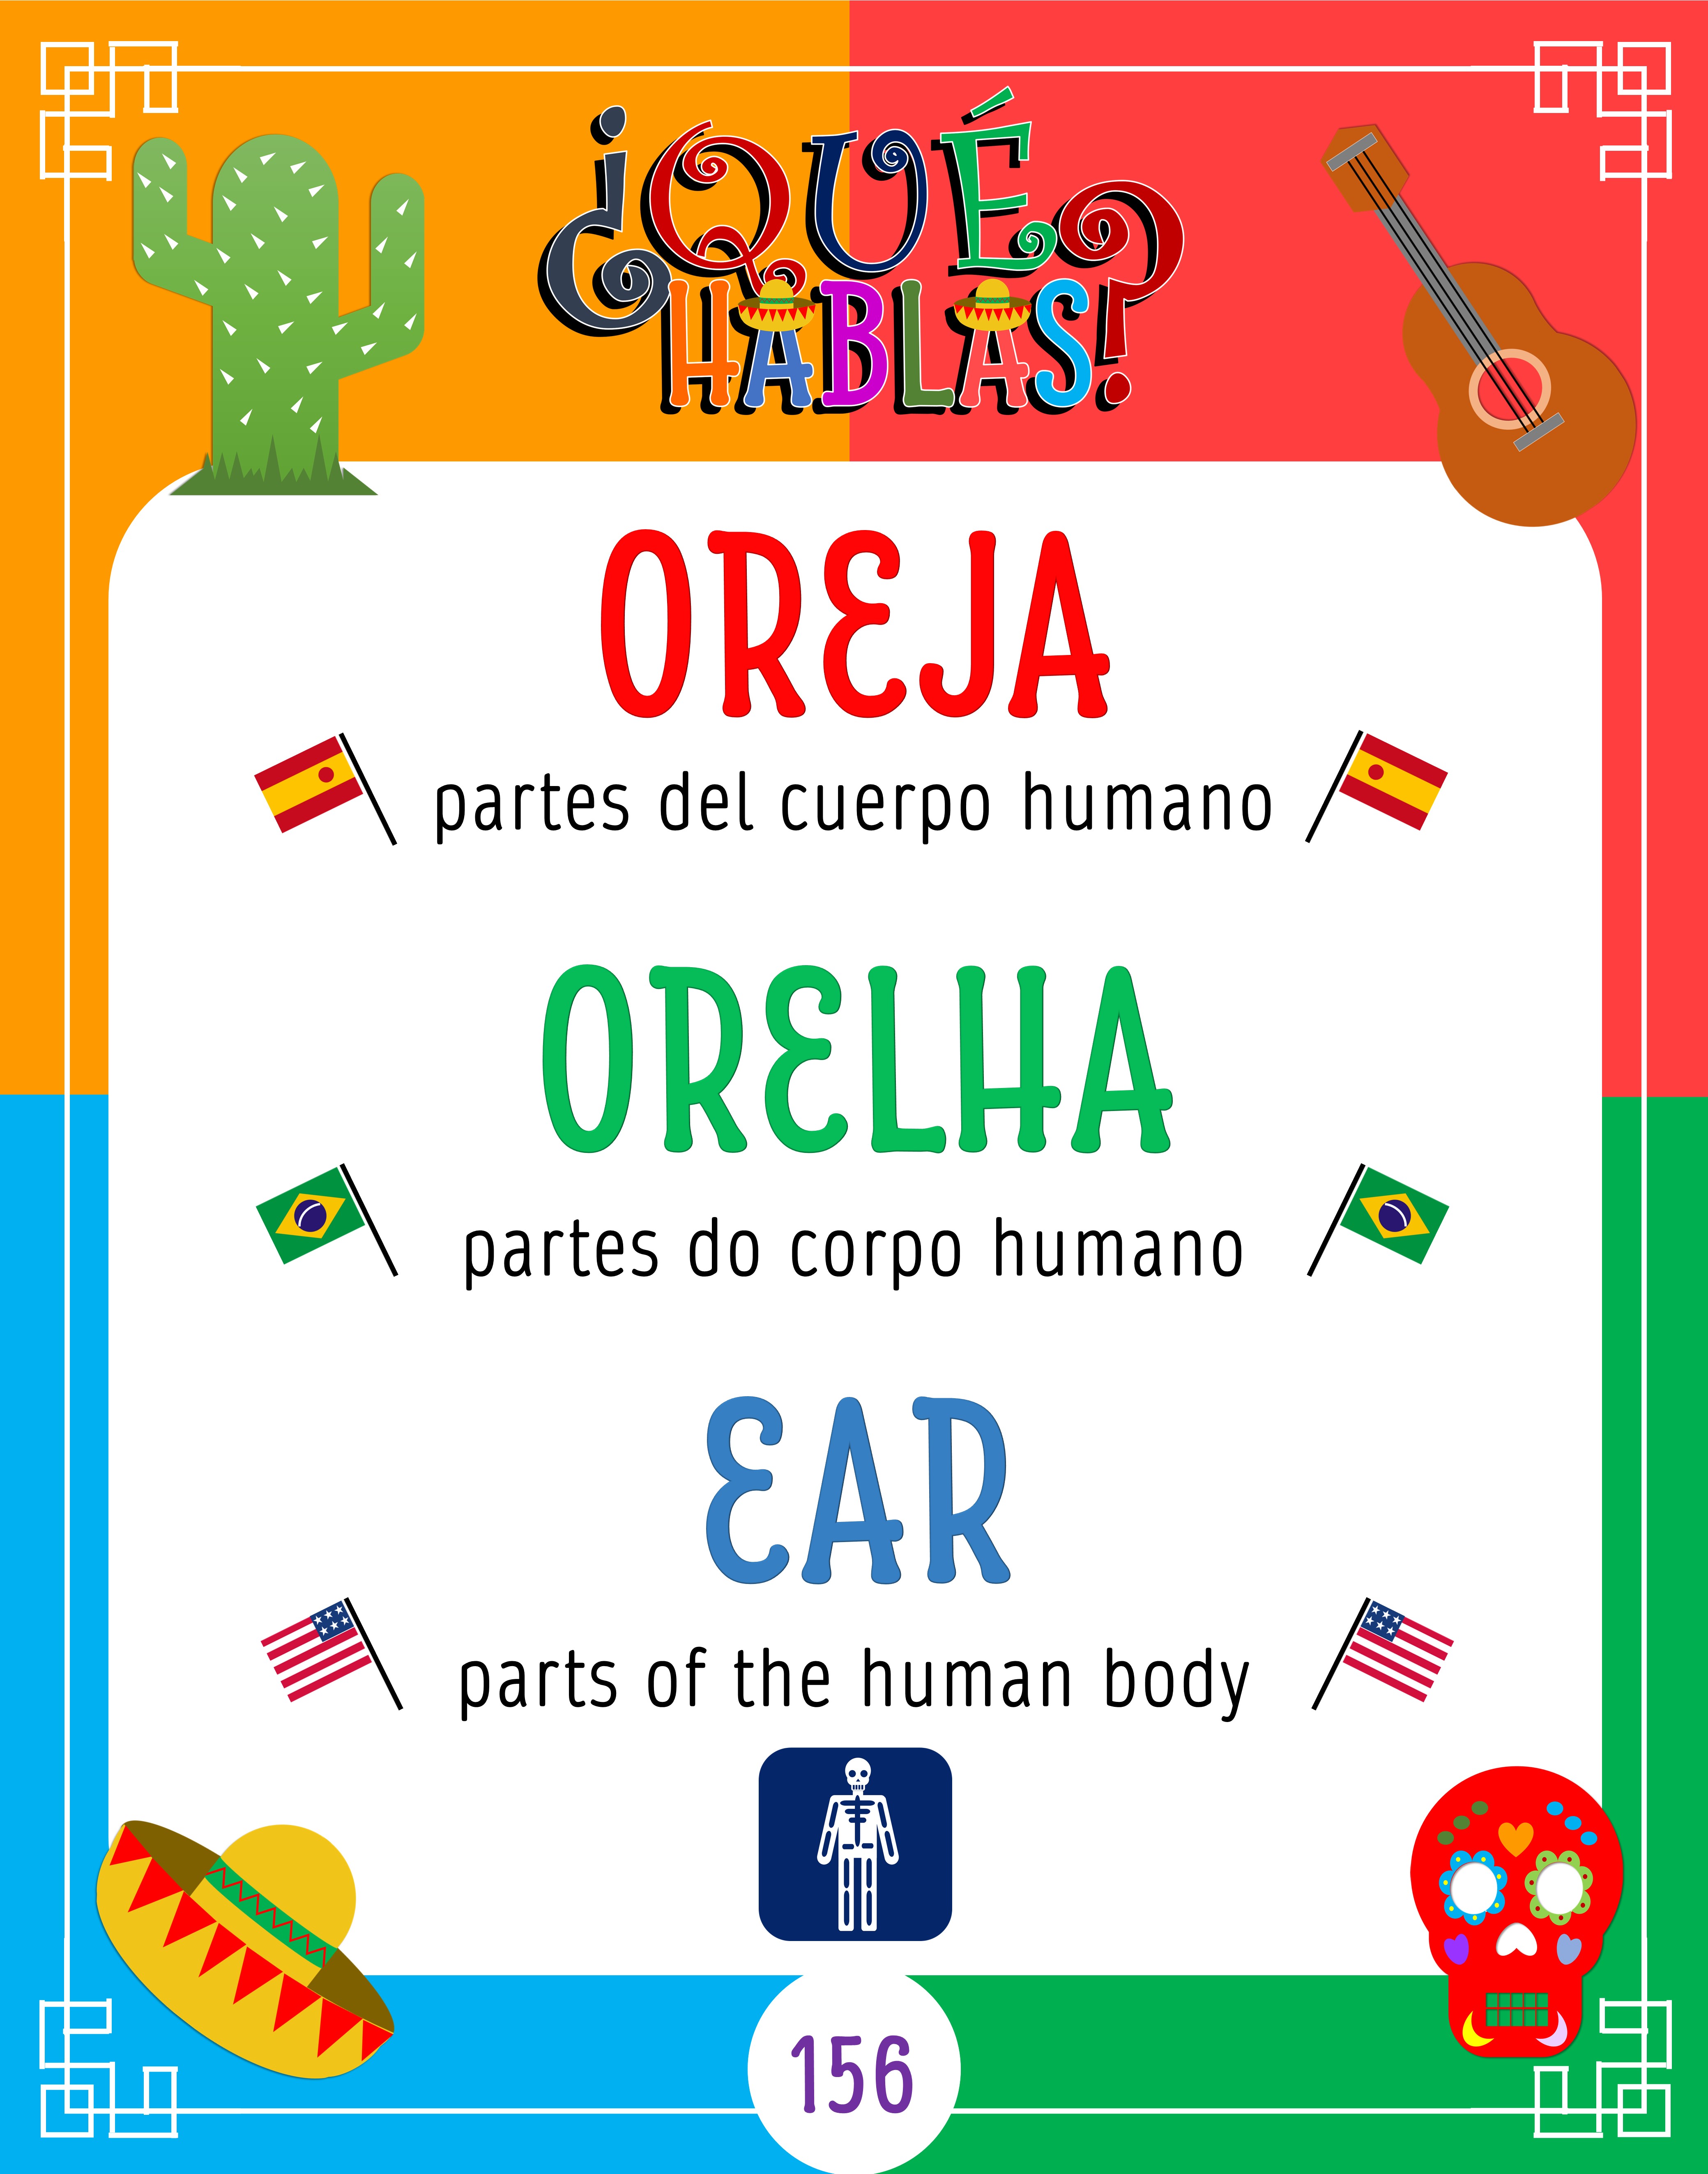 ¿QUÉ
HABLAS!?
OREJA
partes del cuerpo humano
ORELHA
partes do corpo humano
EAR
parts of the human body
156